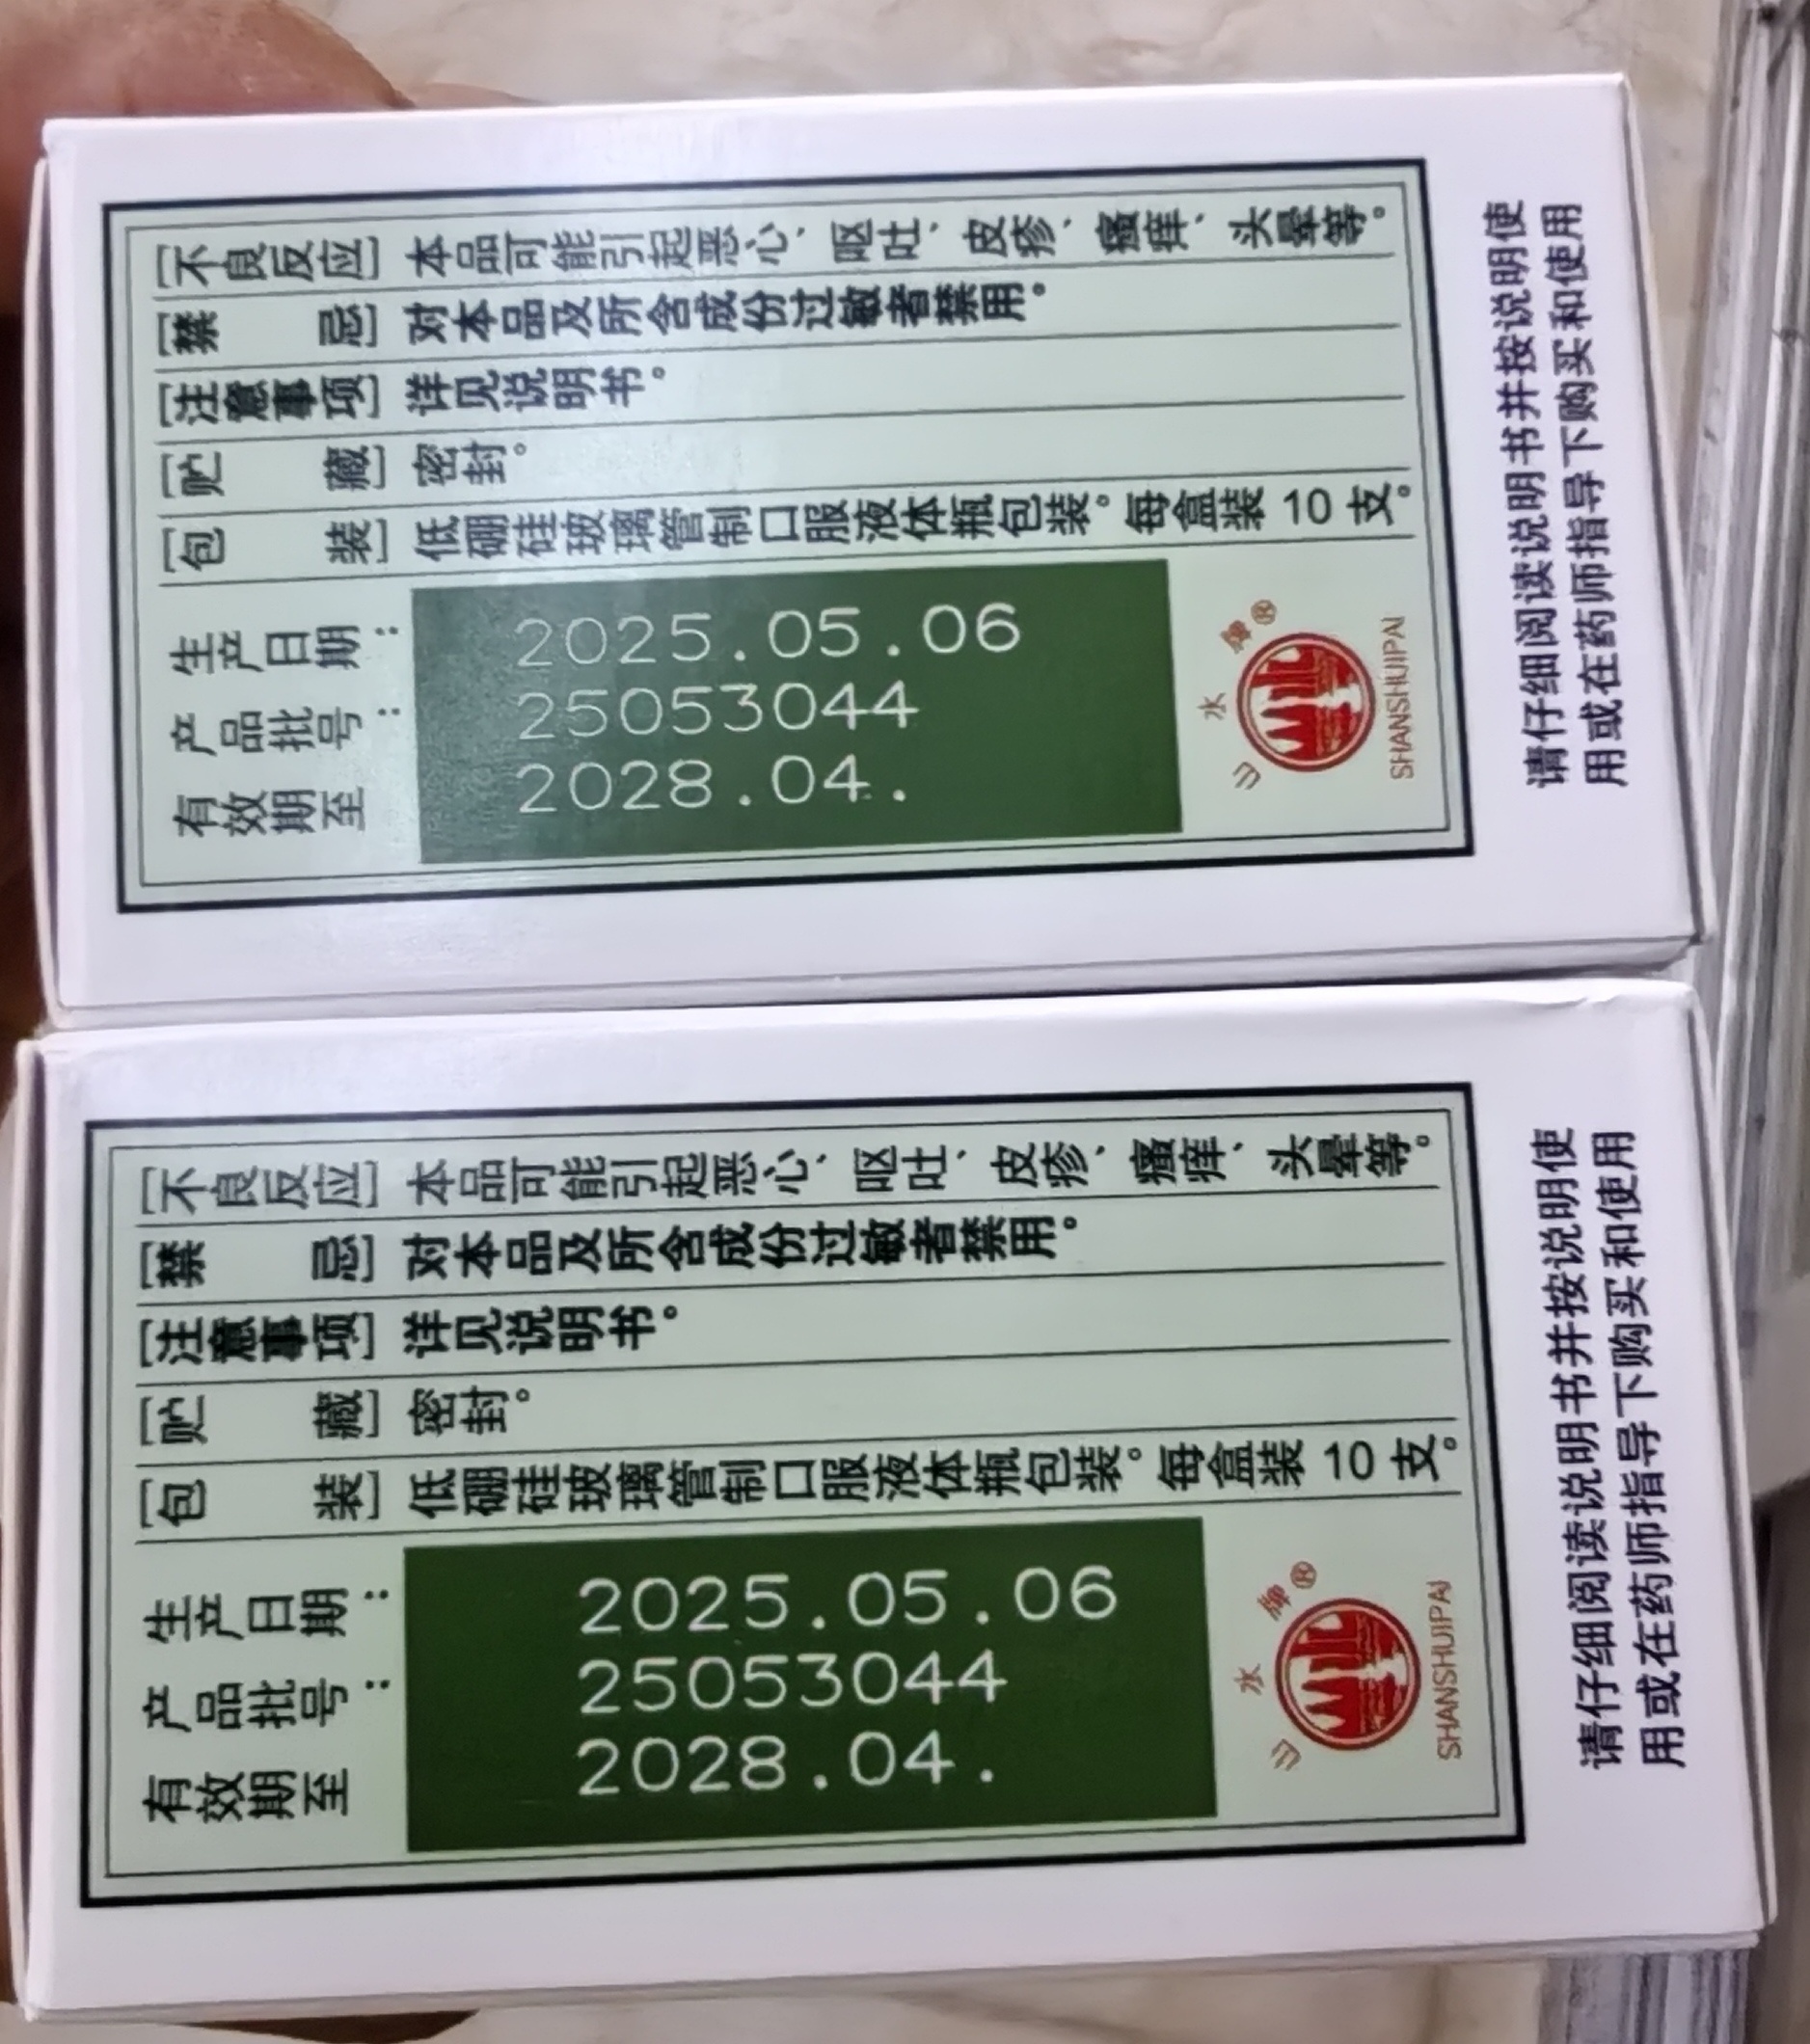 [不良反应] 本品可能引起恶心、呕吐、皮疹、瘙痒、头晕等。
[禁 忌] 对本品及所含成份过敏者禁用。
[注意事项] 详见说明书。
[贮 藏] 密封。
[包 装] 低硼硅玻璃管制口服液体瓶包装。每盒装 10 支。
生产日期: 2025.05.06
产品批号: 25053044
有效期至 2028.04.
山水牌®
SHANSHUIPAI
请仔细阅读说明书并按说明使
用或在药师指导下购买和使用
[不良反应] 本品可能引起恶心、呕吐、皮疹、瘙痒、头晕等。
[禁 忌] 对本品及所含成份过敏者禁用。
[注意事项] 详见说明书。
[贮 藏] 密封。
[包 装] 低硼硅玻璃管制口服液体瓶包装。每盒装 10 支。
生产日期: 2025.05.06
产品批号: 25053044
有效期至 2028.04.
山水牌®
SHANSHUIPAI
请仔细阅读说明书并按说明使
用或在药师指导下购买和使用